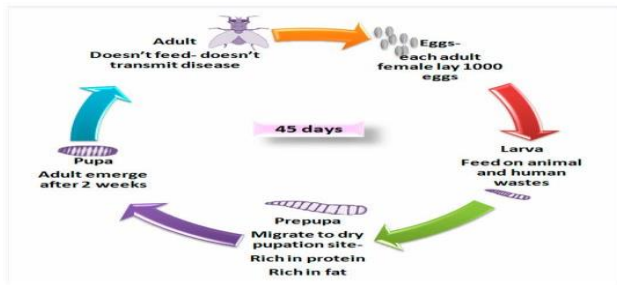 Adult
Doesn't feed- doesn't
transmit disease
Eggs-
each adult
female lay 1000
eggs
45 days
Larva
Feed on animal
and human
wastes
Prepupa
Migrate to dry
pupation site-
Rich in protein
Rich in fat
Pupa
Adult emerge
after 2 weeks